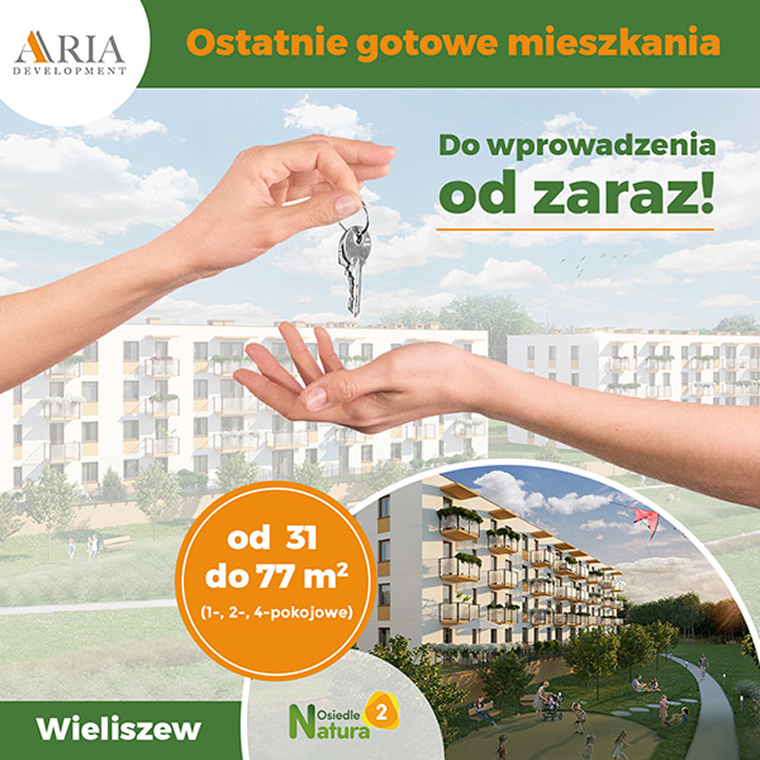 ARIA
DEVELOPMENT
Ostatnie gotowe mieszkania
Do wprowadzenia
od zaraz!
od 31
do 77 m²
(1-, 2-, 4-pokojowe)
Wieliszew
Osiedle
Natura 2